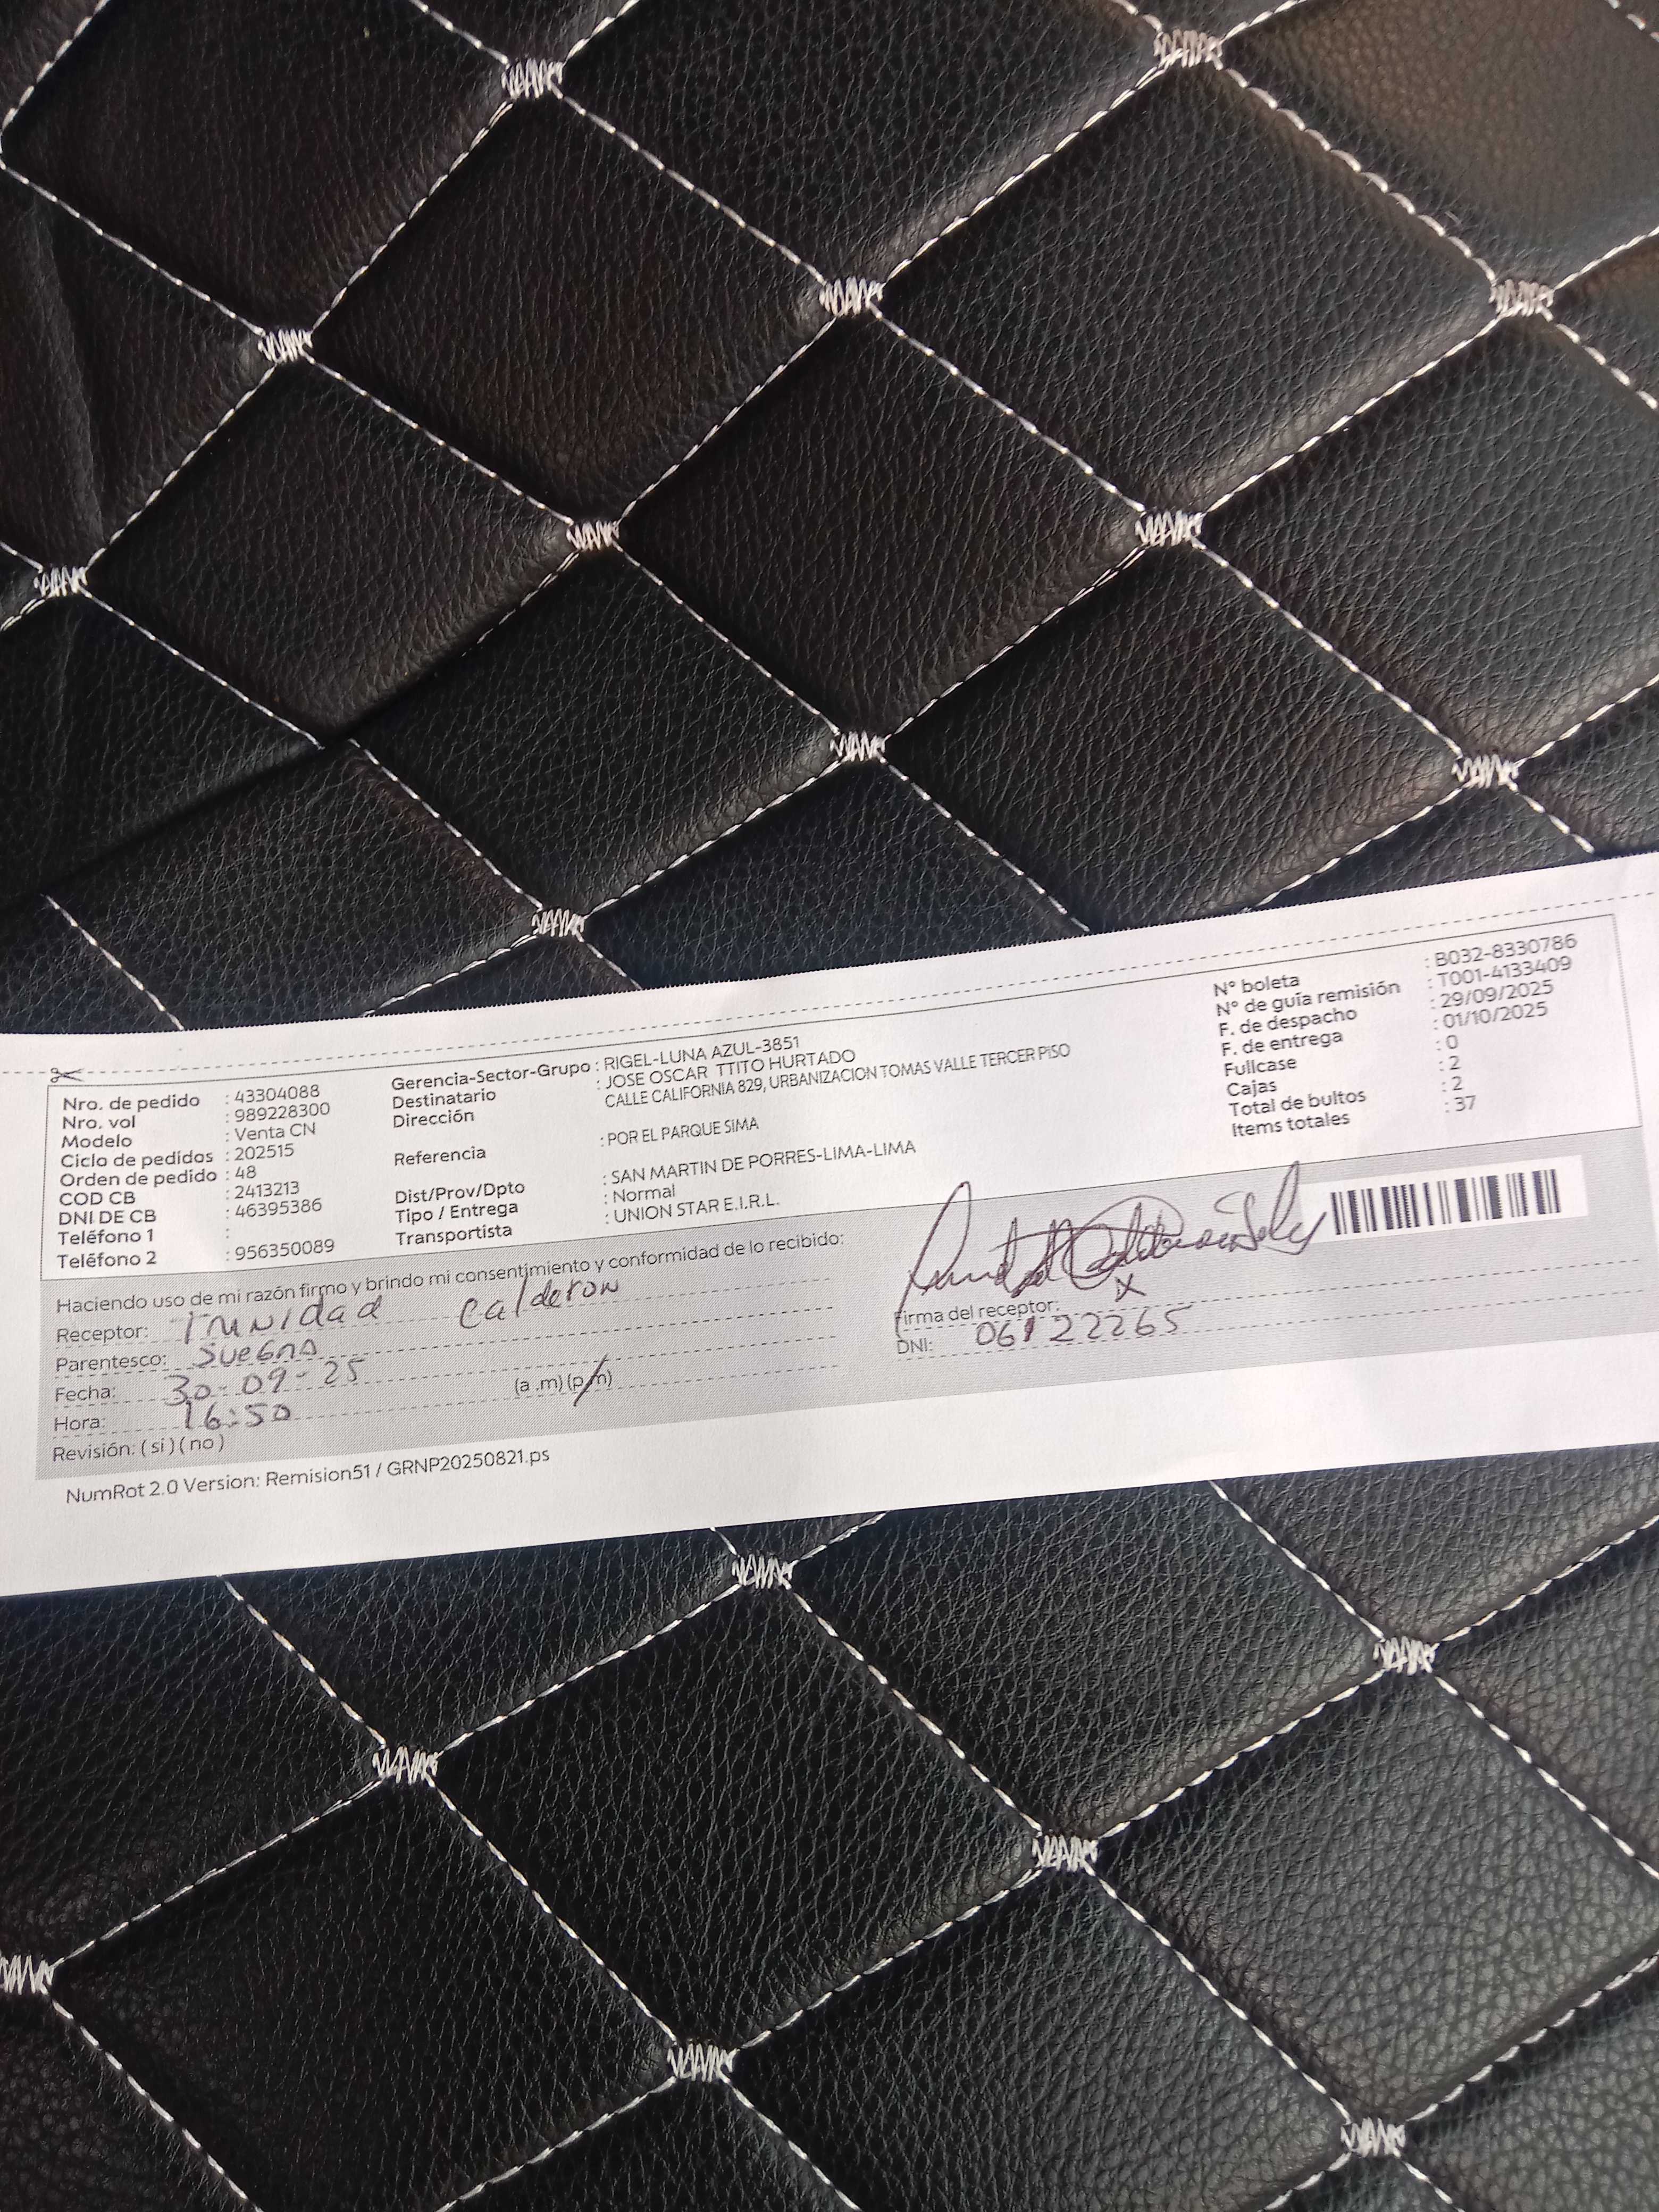 Nro. de pedido : 43304088
Nro. vol : 989228300
Modelo : Venta CN
Ciclo de pedidos : 202515
Orden de pedido : 48
COD CB : 2413213
DNI DE CB : 46395386
Teléfono 1 :
Teléfono 2 : 956350089
Gerencia-Sector-Grupo : RIGEL-LUNA AZUL-3851
Destinatario : JOSE OSCAR TTITO HURTADO
Dirección CALLE CALIFORNIA 829, URBANIZACION TOMAS VALLE TERCER PISO
Referencia : POR EL PARQUE SIMA
Dist/Prov/Dpto : SAN MARTIN DE PORRES-LIMA-LIMA
Tipo / Entrega : Normal
Transportista : UNION STAR E.I.R.L.
N° boleta : B032-8330786
N° de guía remisión : T001-4133409
F. de despacho : 29/09/2025
F. de entrega : 01/10/2025
Fullcase : 0
Cajas : 2
Total de bultos : 2
Items totales : 37
Haciendo uso de mi razón firmo y brindo mi consentimiento y conformidad de lo recibido:
Receptor: Trinidad Calderon
Parentesco: Suegro
Fecha: 30-09-25
Hora: 16:50 (a .m) (p.m)
Revisión: ( si ) ( no )
Firma del receptor: X
DNI: 06122265
NumRot 2.0 Version: Remision51 / GRNP20250821.ps